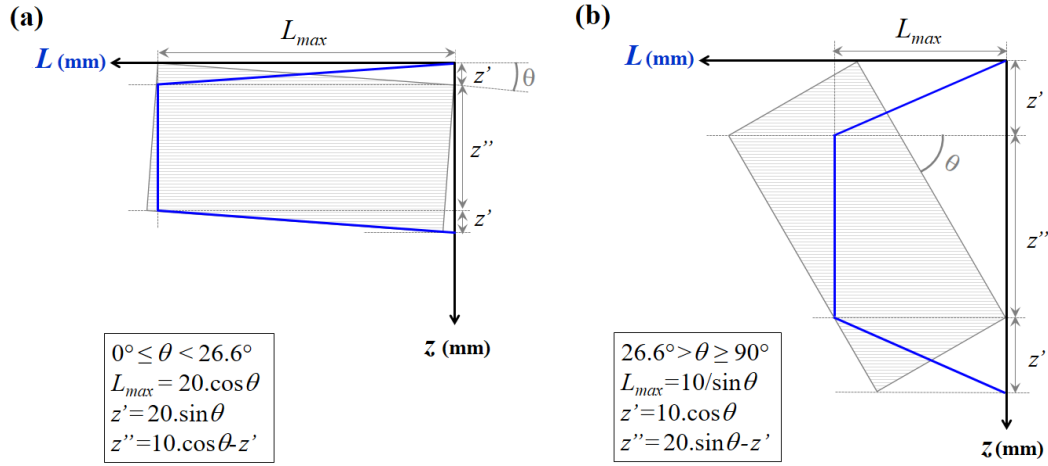 (a)
L (mm)
L_max
z'
θ
z''
z'
z (mm)
0° ≤ θ < 26.6°
L_max = 20.cosθ
z'=20.sinθ
z''=10.cosθ-z'
(b)
L (mm)
L_max
z'
θ
z''
z'
z (mm)
26.6° > θ ≥ 90°
L_max =10/sinθ
z'=10.cosθ
z''=20.sinθ-z'